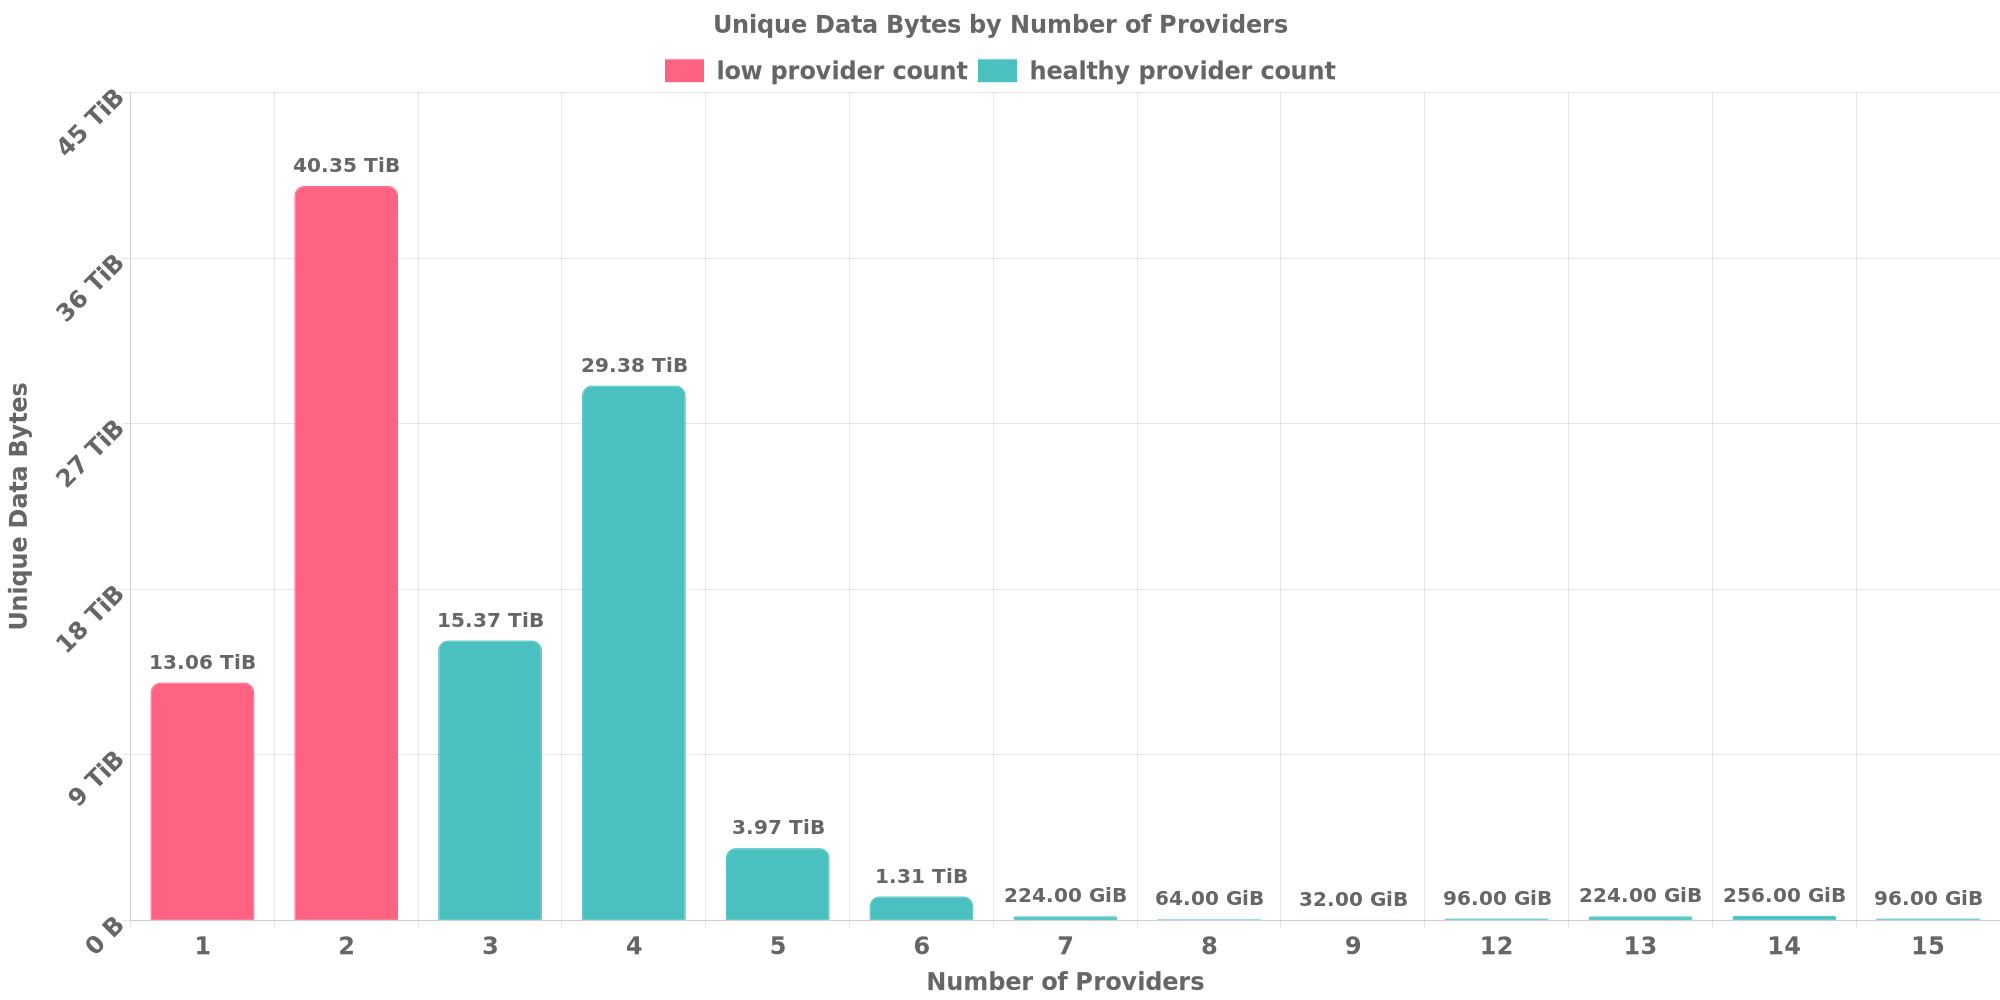 Unique Data Bytes by Number of Providers
low provider count healthy provider count
45 TiB
36 TiB
27 TiB
18 TiB
9 TiB
0 B
Unique Data Bytes
13.06 TiB
40.35 TiB
15.37 TiB
29.38 TiB
3.97 TiB
1.31 TiB
224.00 GiB
64.00 GiB
32.00 GiB
96.00 GiB
224.00 GiB
256.00 GiB
96.00 GiB
1 2 3 4 5 6 7 8 9 12 13 14 15
Number of Providers